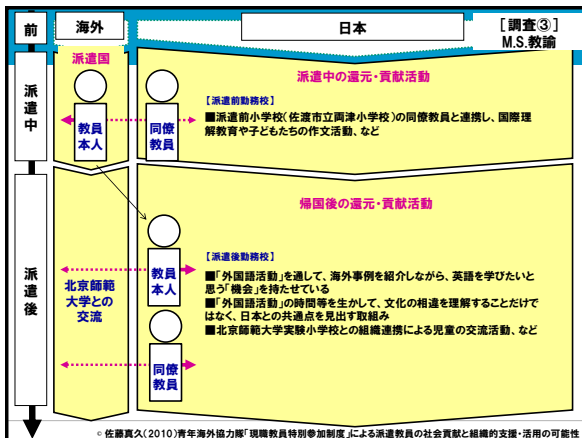 前
海外
日本
[調査③]
M.S.教諭
派遣中
派遣国
教員
本人
同僚
教員
派遣中の還元・貢献活動
【派遣前勤務校】
■派遣前小学校(佐渡市立両津小学校)の同僚教員と連携し、国際理
解教育や子どもたちの作文活動、など
派遣後
北京師範
大学との
交流
教員
本人
同僚
教員
帰国後の還元・貢献活動
【派遣後勤務校】
■「外国語活動」を通して、海外事例を紹介しながら、英語を学びたいと
思う「機会」を持たせている
■「外国語活動」の時間等を生かして、文化の相違を理解することだけで
はなく、日本との共通点を見出す取組み
■北京師範大学実験小学校との組織連携による児童の交流活動、など
© 佐藤真久(2010)青年海外協力隊「現職教員特別参加制度」による派遣教員の社会貢献と組織的支援・活用の可能性